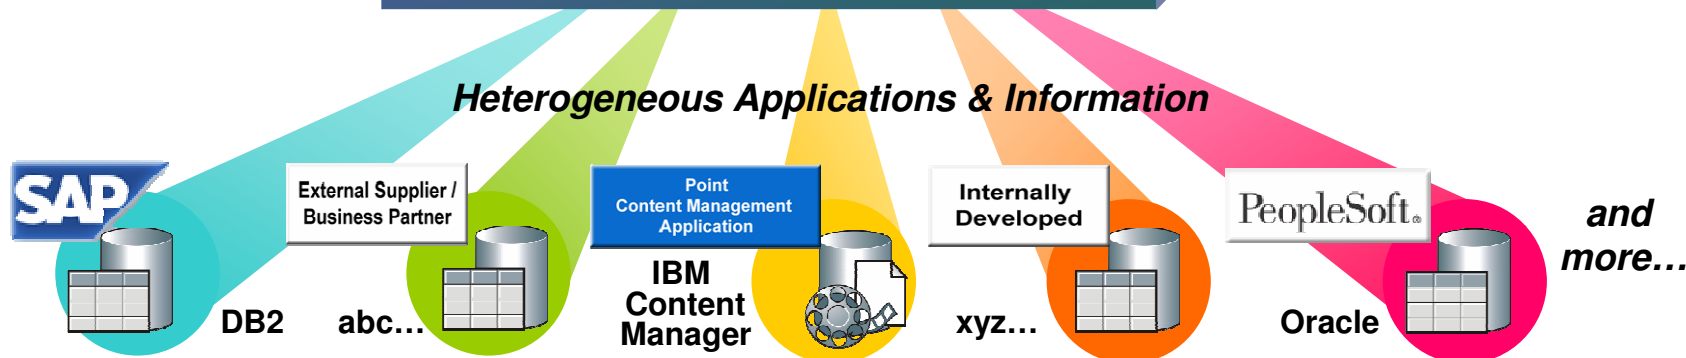 Heterogeneous Applications & Information
SAP
External Supplier /
Business Partner
Point
Content Management
Application
Internally
Developed
PeopleSoft®
and
more…
DB2
abc…
IBM
Content
Manager
xyz…
Oracle